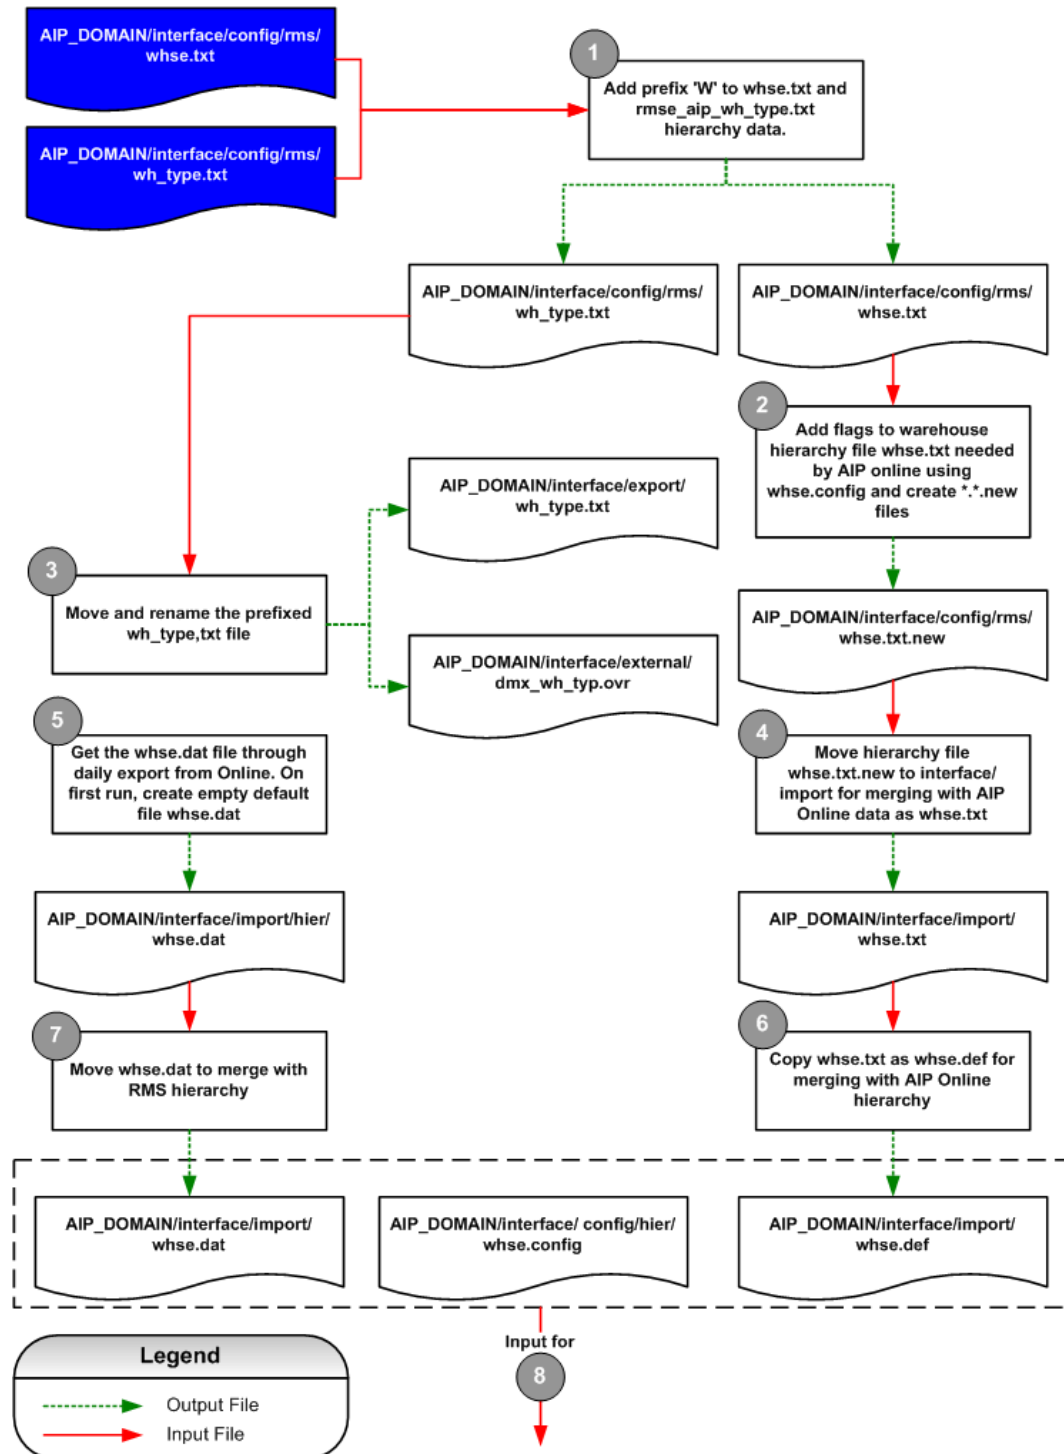 AIP_DOMAIN/interface/config/rms/
whse.txt
1
Add prefix 'W' to whse.txt and
rmse_aip_wh_type.txt
hierarchy data.
AIP_DOMAIN/interface/config/rms/
wh_type.txt
AIP_DOMAIN/interface/config/rms/
wh_type.txt
AIP_DOMAIN/interface/config/rms/
whse.txt
2
Add flags to warehouse
hierarchy file whse.txt needed
by AIP online using
whse.config and create *.*.new
files
AIP_DOMAIN/interface/export/
wh_type.txt
3
Move and rename the prefixed
wh_type,txt file
AIP_DOMAIN/interface/config/rms/
whse.txt.new
AIP_DOMAIN/interface/external/
dmx_wh_typ.ovr
5
Get the whse.dat file through
daily export from Online. On
first run, create empty default
file whse.dat
4
Move hierarchy file
whse.txt.new to interface/
import for merging with AIP
Online data as whse.txt
AIP_DOMAIN/interface/import/hier/
whse.dat
AIP_DOMAIN/interface/import/
whse.txt
7
Move whse.dat to merge with
RMS hierarchy
6
Copy whse.txt as whse.def for
merging with AIP Online
hierarchy
AIP_DOMAIN/interface/import/
whse.dat
AIP_DOMAIN/interface/ config/hier/
whse.config
AIP_DOMAIN/interface/import/
whse.def
Input for
8
Legend
Output File
Input File